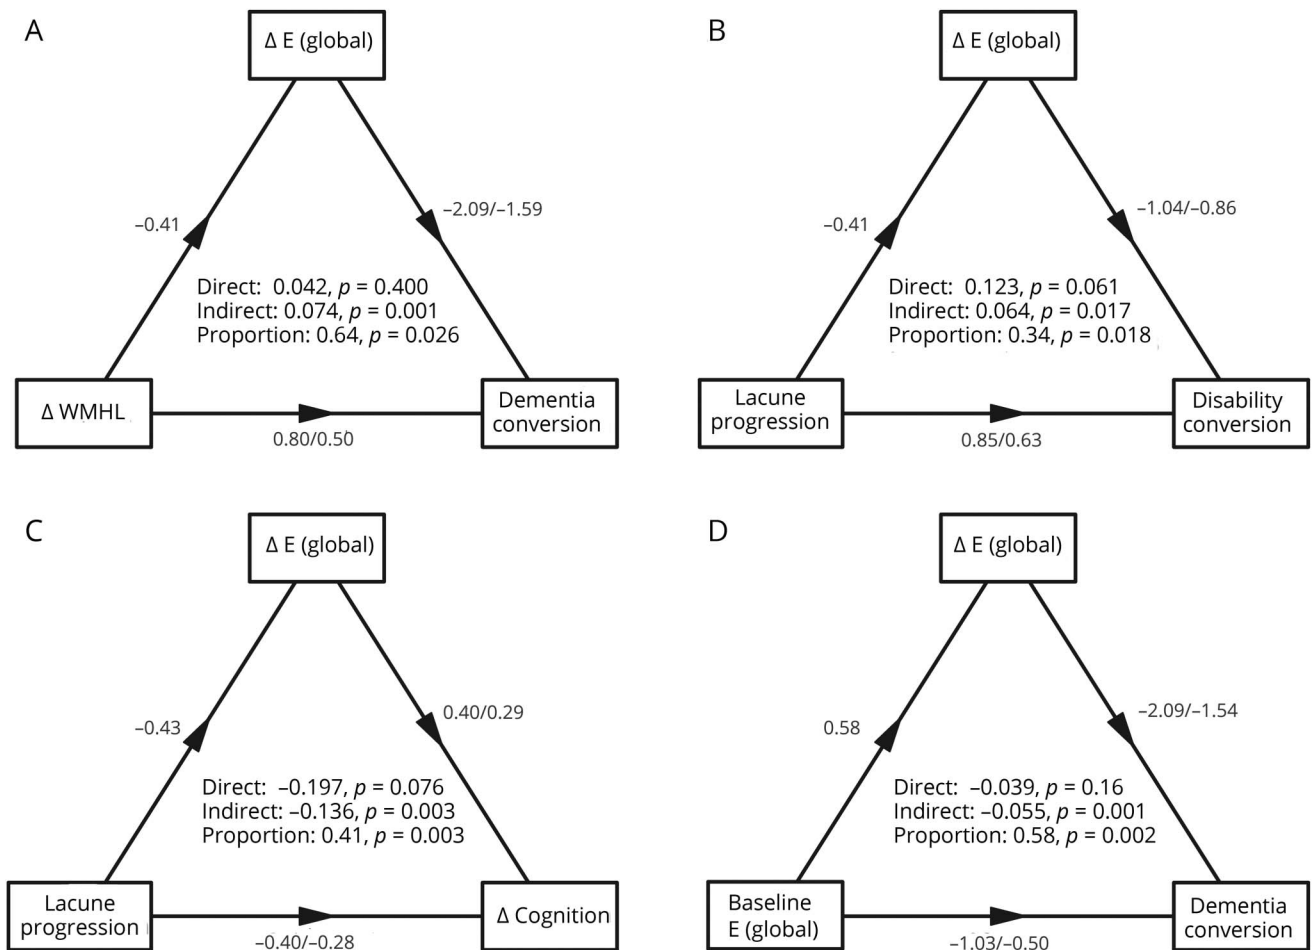 A
Δ E (global)
–0.41
–2.09/–1.59
Direct: 0.042, p = 0.400
Indirect: 0.074, p = 0.001
Proportion: 0.64, p = 0.026
Δ WMHL
Dementia
conversion
0.80/0.50
B
Δ E (global)
–0.41
–1.04/–0.86
Direct: 0.123, p = 0.061
Indirect: 0.064, p = 0.017
Proportion: 0.34, p = 0.018
Lacune
progression
Disability
conversion
0.85/0.63
C
Δ E (global)
–0.43
0.40/0.29
Direct: –0.197, p = 0.076
Indirect: –0.136, p = 0.003
Proportion: 0.41, p = 0.003
Lacune
progression
Δ Cognition
–0.40/–0.28
D
Δ E (global)
0.58
–2.09/–1.54
Direct: –0.039, p = 0.16
Indirect: –0.055, p = 0.001
Proportion: 0.58, p = 0.002
Baseline
E (global)
Dementia
conversion
–1.03/–0.50